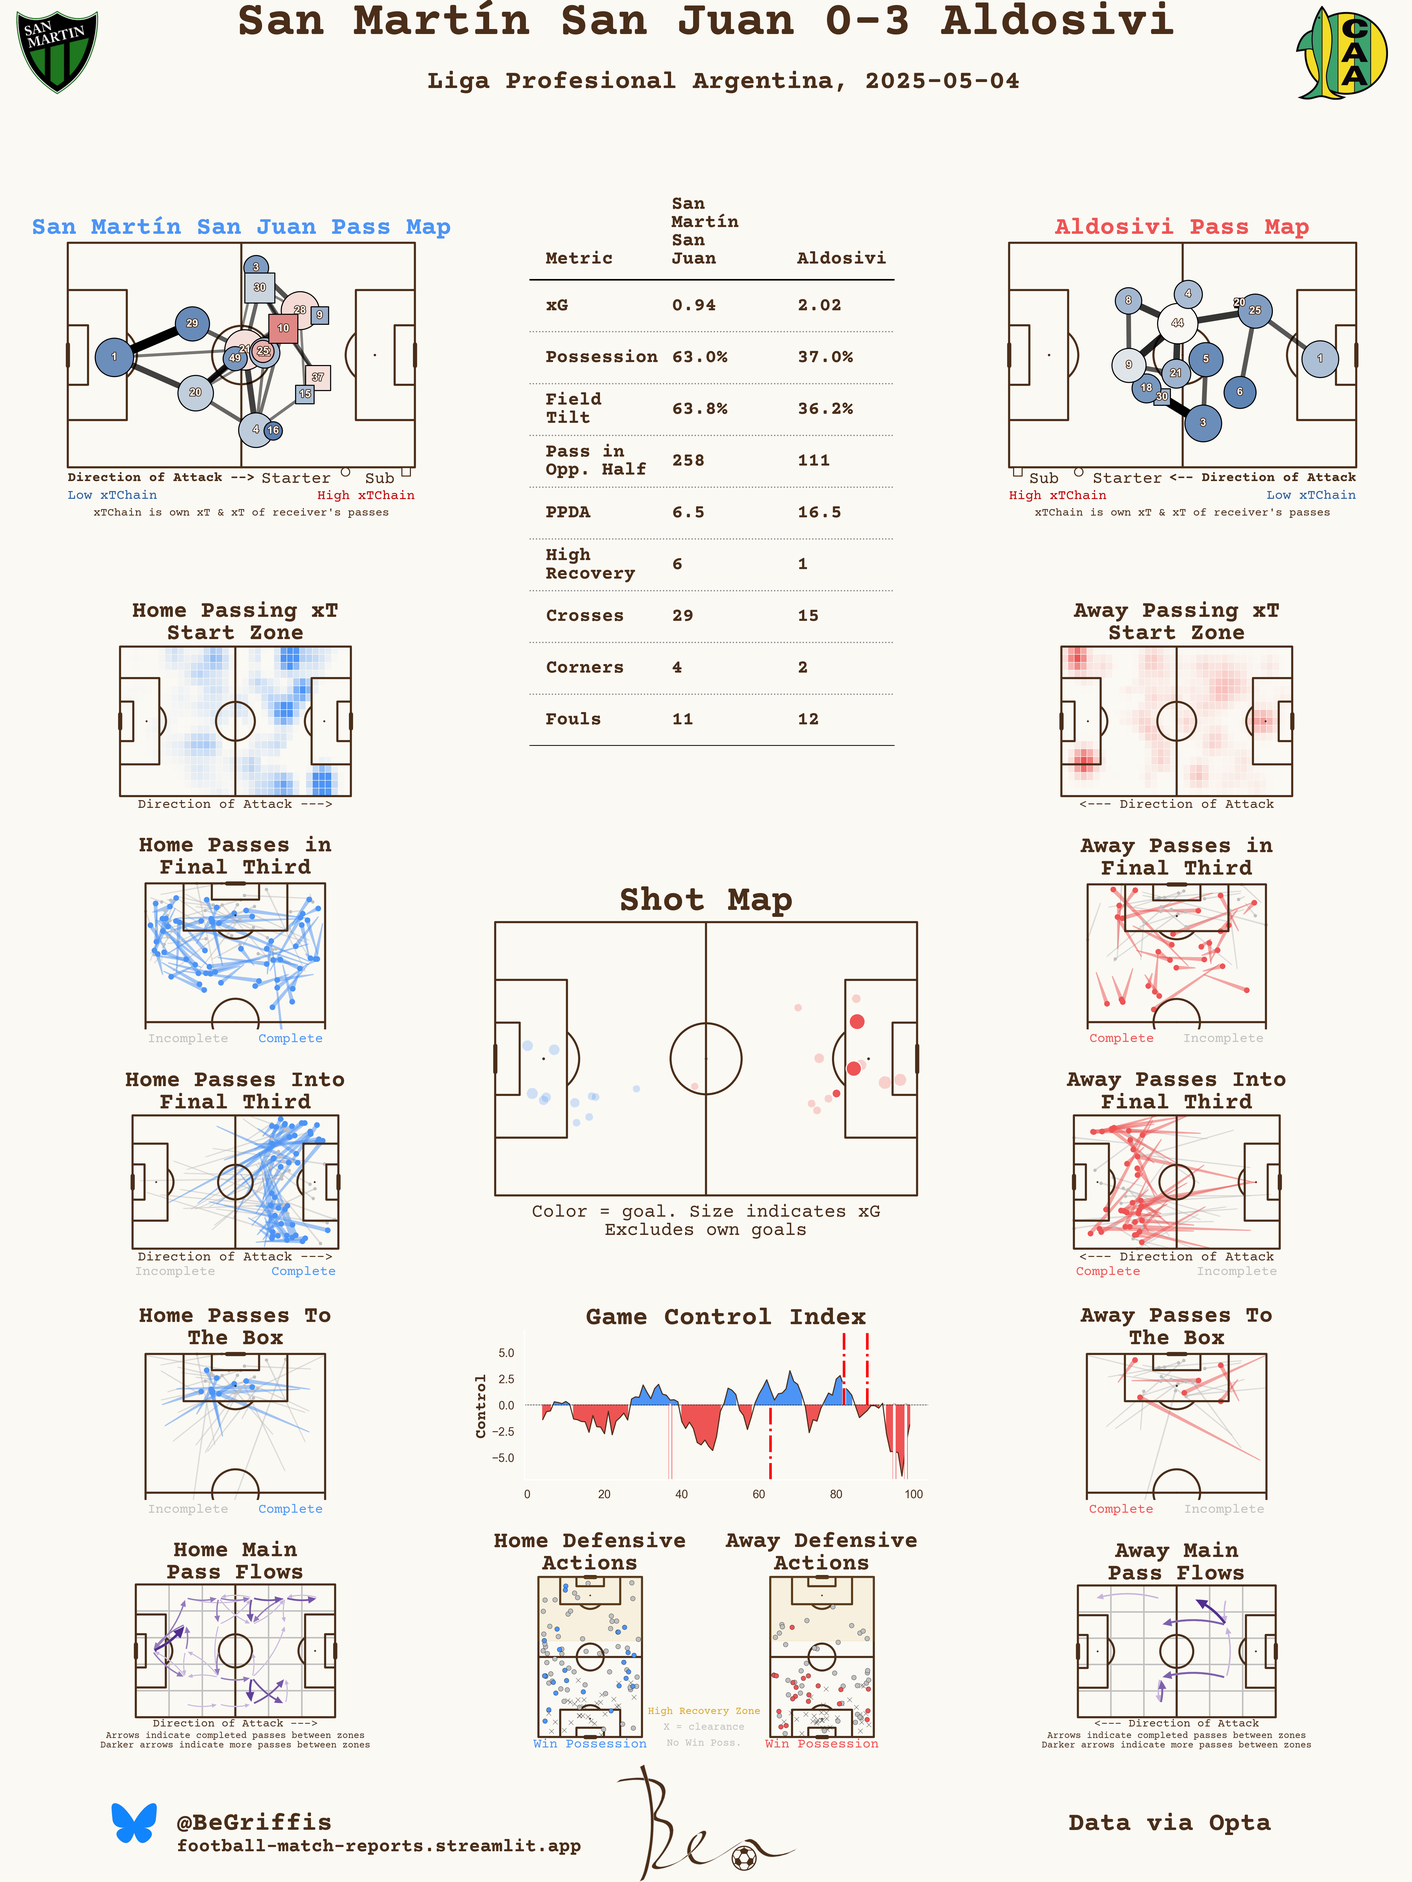 San Martín San Juan 0-3 Aldosivi
Liga Profesional Argentina, 2025-05-04
SAN
MARTIN
C
A
A
San Martín San Juan Pass Map
3
30
28
9
10
29
21
25
49
1
37
20
15
4
16
Direction of Attack --> Starter Sub
Low xTChain High xTChain
xTChain is own xT & xT of receiver's passes
Metric San Martín San Juan Aldosivi
xG 0.94 2.02
Possession 63.0% 37.0%
Field Tilt 63.8% 36.2%
Pass in Opp. Half 258 111
PPDA 6.5 16.5
High Recovery 6 1
Crosses 29 15
Corners 4 2
Fouls 11 12
Aldosivi Pass Map
8
4
20
25
44
9
5
1
21
18
30
6
3
Sub Starter <-- Direction of Attack
High xTChain Low xTChain
xTChain is own xT & xT of receiver's passes
Home Passing xT
Start Zone
Direction of Attack --->
Away Passing xT
Start Zone
<--- Direction of Attack
Home Passes in
Final Third
Incomplete Complete
Away Passes in
Final Third
Complete Incomplete
Shot Map
Color = goal. Size indicates xG
Excludes own goals
Home Passes Into
Final Third
Direction of Attack --->
Incomplete Complete
Away Passes Into
Final Third
<--- Direction of Attack
Complete Incomplete
Home Passes To
The Box
Incomplete Complete
Game Control Index
Control
5.0
2.5
0.0
−2.5
−5.0
0 20 40 60 80 100
Away Passes To
The Box
Complete Incomplete
Home Main
Pass Flows
Direction of Attack --->
Arrows indicate completed passes between zones
Darker arrows indicate more passes between zones
Home Defensive
Actions
Win Possession
High Recovery Zone
X = clearance
No Win Poss.
Away Defensive
Actions
Win Possession
Away Main
Pass Flows
<--- Direction of Attack
Arrows indicate completed passes between zones
Darker arrows indicate more passes between zones
@BeGriffis
football-match-reports.streamlit.app
Ben
Data via Opta